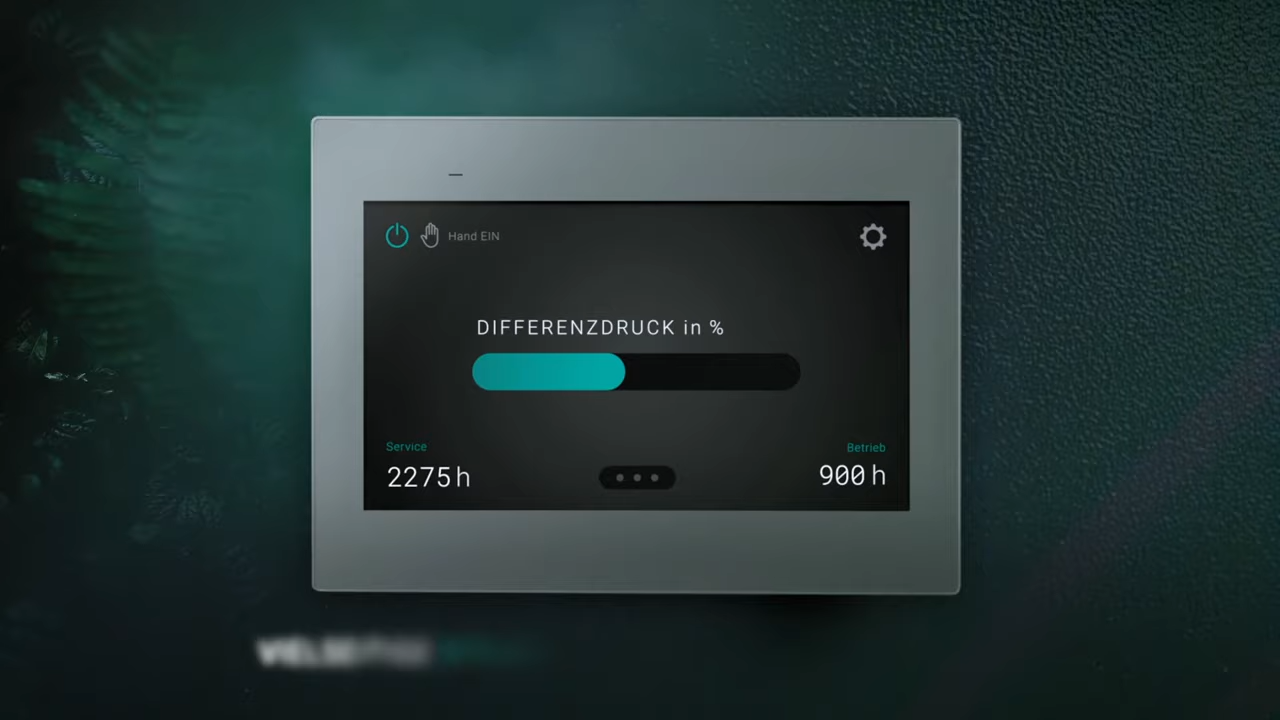 Hand EIN
DIFFERENZDRUCK in %
Service
2275 h
Betrieb
900 h